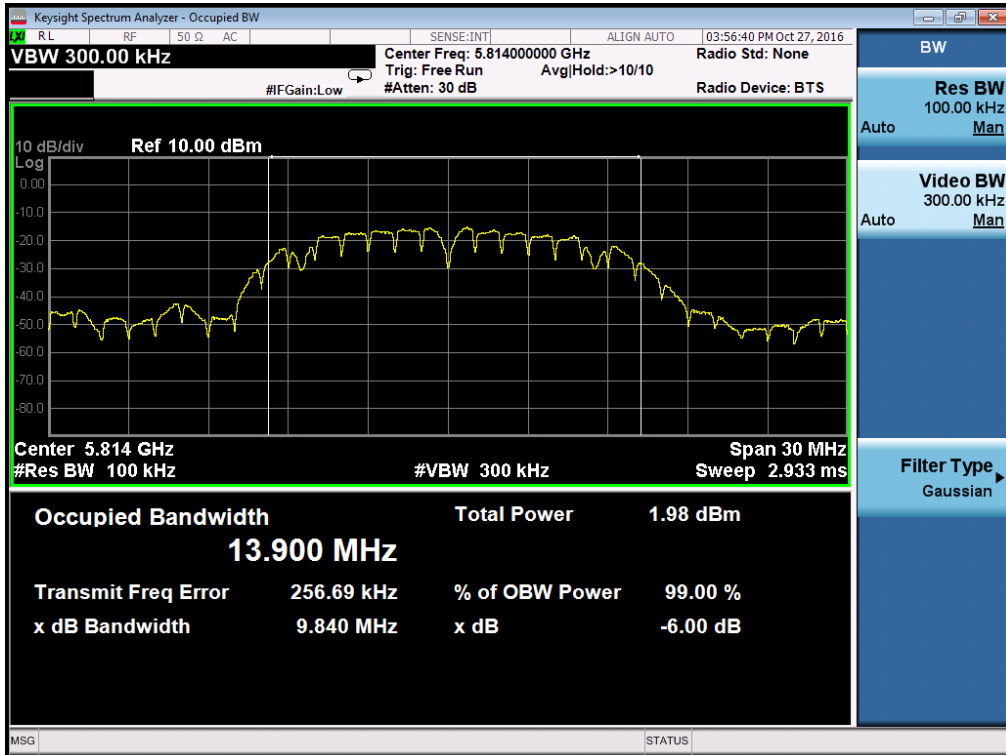 Keysight Spectrum Analyzer - Occupied BW
LXI RL RF 50 Ω AC SENSE:INT ALIGN AUTO 03:56:40 PM Oct 27, 2016
VBW 300.00 kHz
Center Freq: 5.814000000 GHz Radio Std: None
Trig: Free Run Avg|Hold:>10/10
#IFGain:Low #Atten: 30 dB Radio Device: BTS
10 dB/div Ref 10.00 dBm
Log
0.00
-10.0
-20.0
-30.0
-40.0
-50.0
-60.0
-70.0
-80.0
Center 5.814 GHz Span 30 MHz
#Res BW 100 kHz #VBW 300 kHz Sweep 2.933 ms
Occupied Bandwidth Total Power 1.98 dBm
13.900 MHz
Transmit Freq Error 256.69 kHz % of OBW Power 99.00 %
x dB Bandwidth 9.840 MHz x dB -6.00 dB
MSG STATUS
BW
Res BW
100.00 kHz
Auto Man
Video BW
300.00 kHz
Auto Man
Filter Type
Gaussian